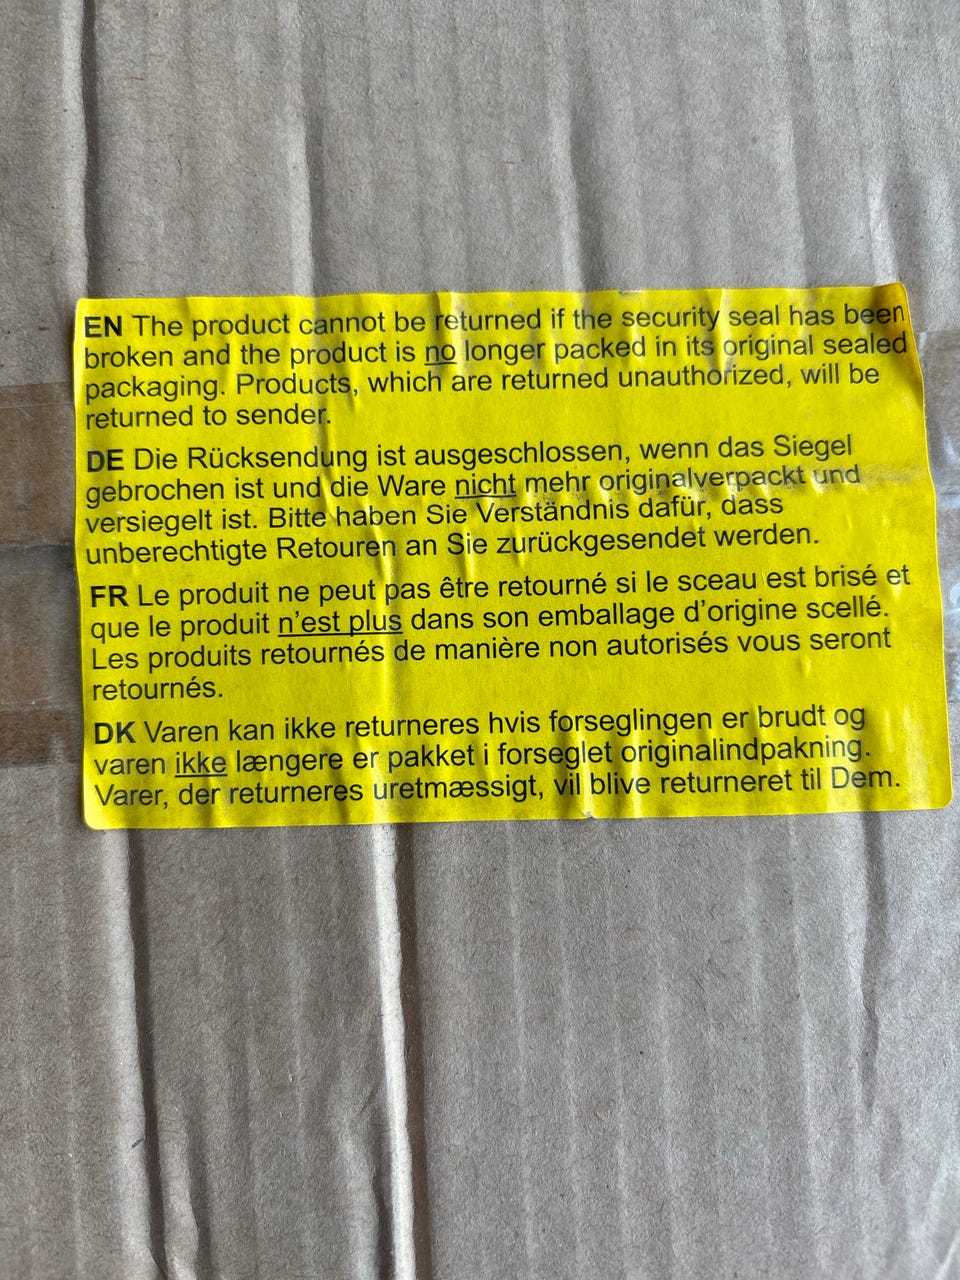 EN The product cannot be returned if the security seal has been
broken and the product is no longer packed in its original sealed
packaging. Products, which are returned unauthorized, will be
returned to sender.
DE Die Rücksendung ist ausgeschlossen, wenn das Siegel
gebrochen ist und die Ware nicht mehr originalverpackt und
versiegelt ist. Bitte haben Sie Verständnis dafür, dass
unberechtigte Retouren an Sie zurückgesendet werden.
FR Le produit ne peut pas être retourné si le sceau est brisé et
que le produit n'est plus dans son emballage d'origine scellé.
Les produits retournés de manière non autorisés vous seront
retournés.
DK Varen kan ikke returneres hvis forseglingen er brudt og
varen ikke længere er pakket i forseglet originalindpakning.
Varer, der returneres uretmæssigt, vil blive returneret til Dem.